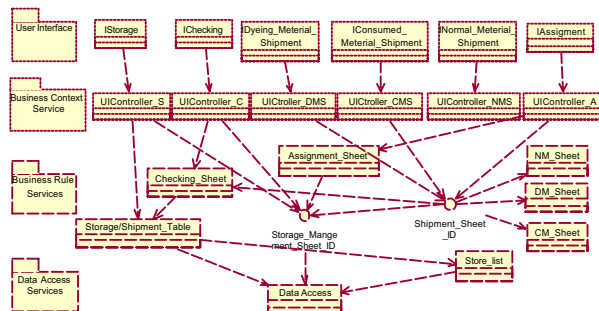 User Interface
IStorage
IChecking
IDyeing_Meterial_
Shipment
IConsumed_
Meterial_Shipment
INormal_Meterial_
Shipment
IAssigment
Business Context
Service
UIController_S
UIController_C
UICtroller_DMS
UICtroller_CMS
UIController_NMS
UIController_A
Business Rule
Services
Checking_Sheet
Assignment_Sheet
NM_Sheet
DM_Sheet
CM_Sheet
Storage/Shipment_Table
Storage_Mange
ment_Sheet_ID
Shipment_Sheet
_ID
Store_list
Data Access
Services
Data Access